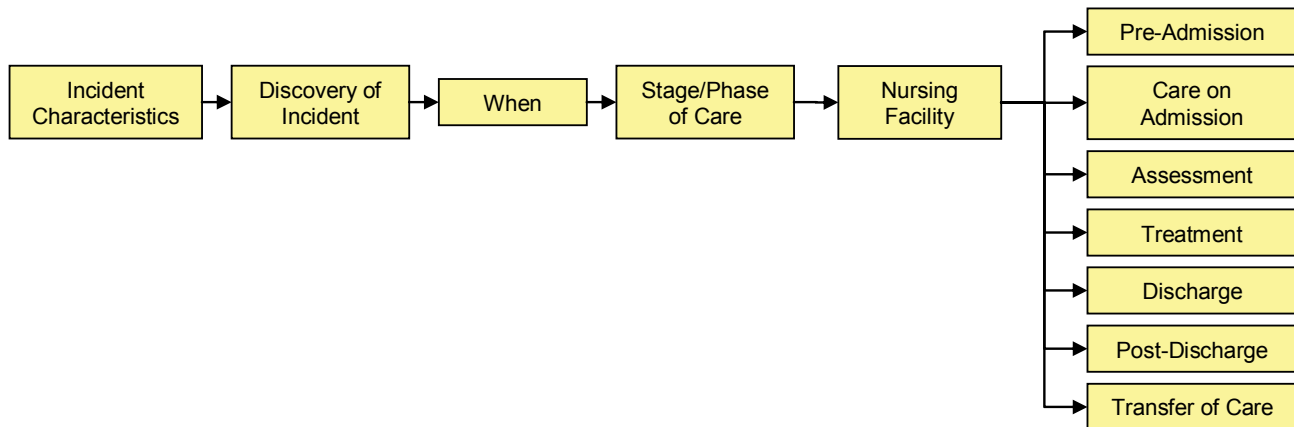 Incident
Characteristics
Discovery of
Incident
When
Stage/Phase
of Care
Nursing
Facility
Pre-Admission
Care on
Admission
Assessment
Treatment
Discharge
Post-Discharge
Transfer of Care